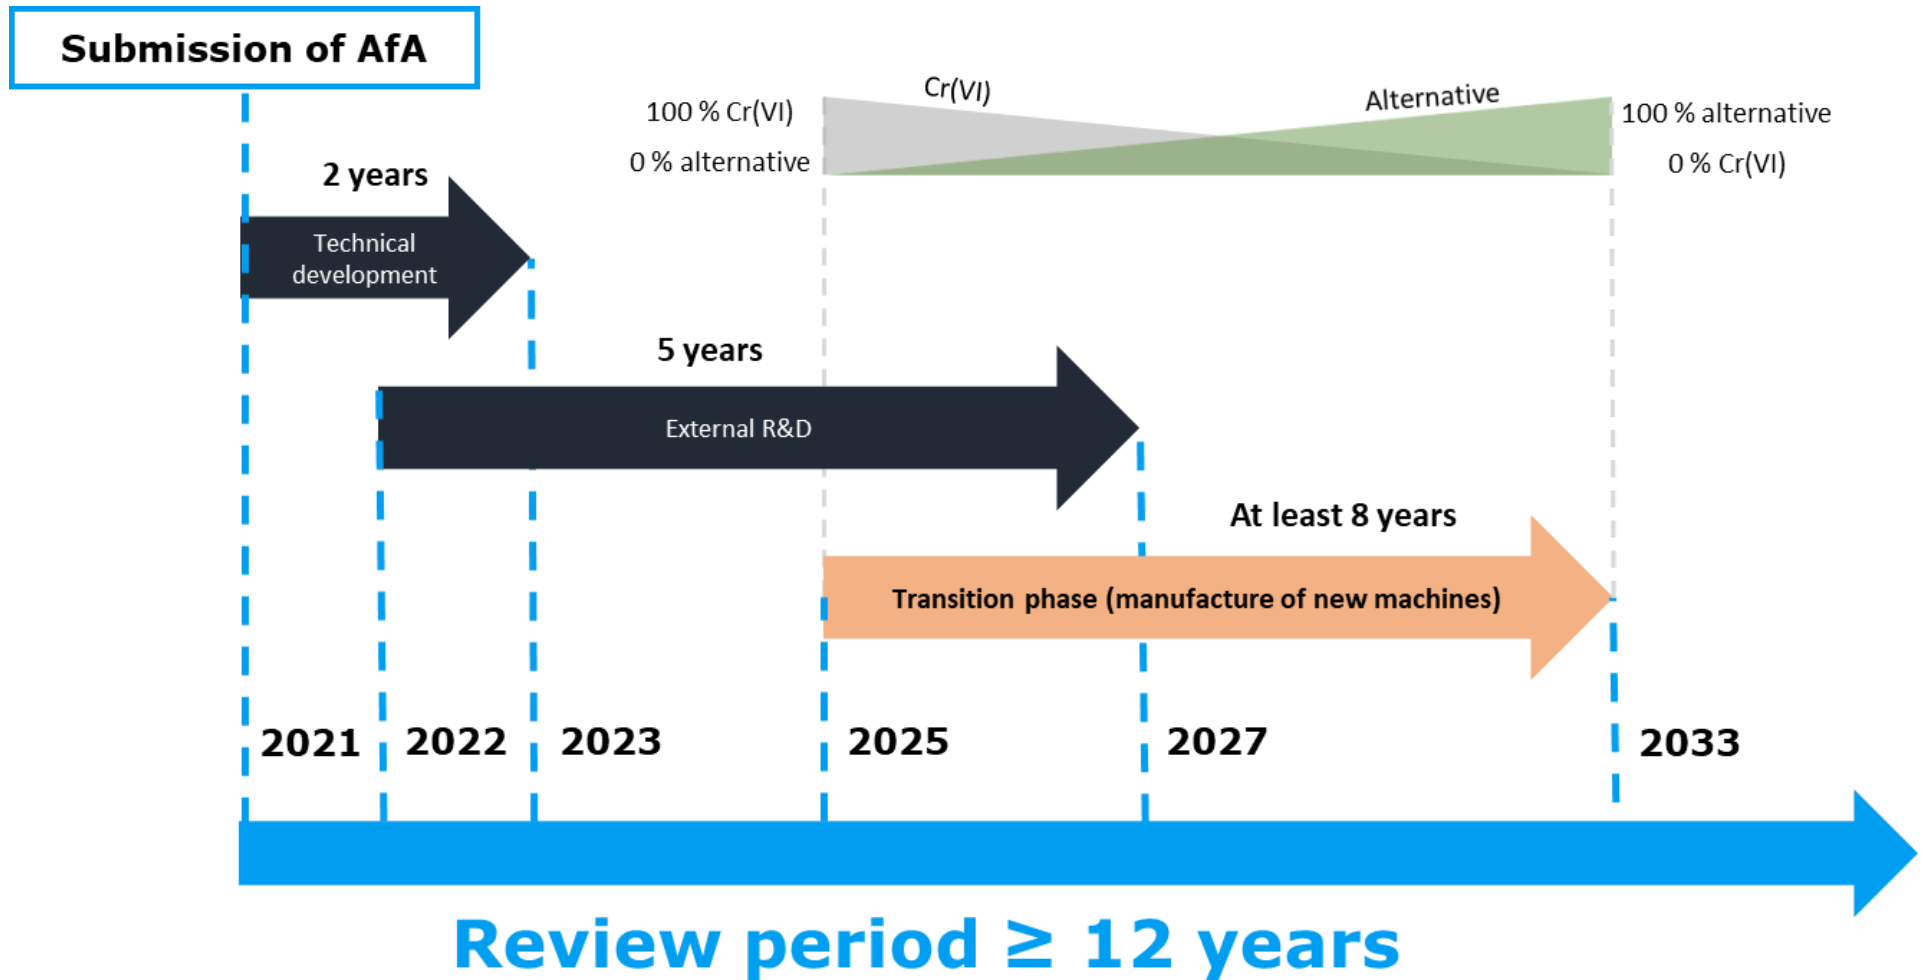 Submission of AfA
Cr(VI)
Alternative
100 % Cr(VI)
0 % alternative
100 % alternative
0 % Cr(VI)
2 years
Technical
development
5 years
External R&D
At least 8 years
Transition phase (manufacture of new machines)
2021
2022
2023
2025
2027
2033
Review period ≥ 12 years